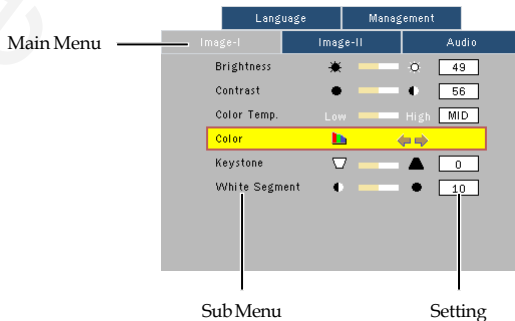 Language Management
Main Menu
Image-I Image-II Audio
Brightness 49
Contrast 56
Color Temp. Low High MID
Color
Keystone 0
White Segment 10
Sub Menu Setting